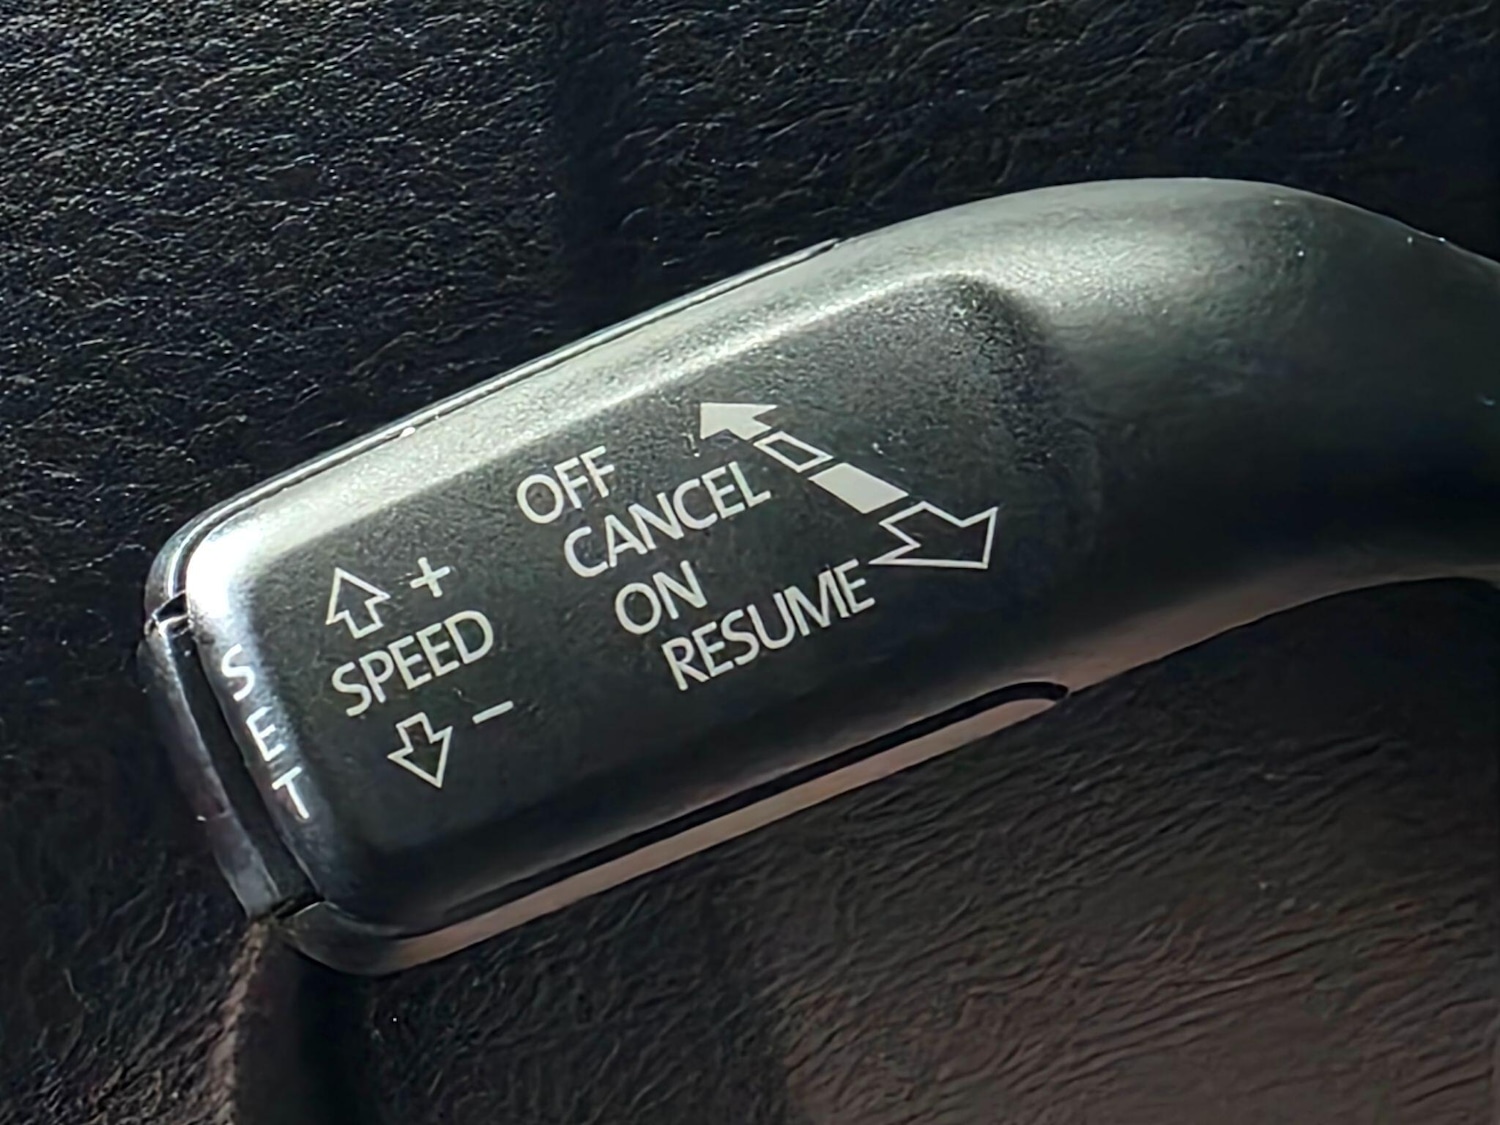 OFF
CANCEL
ON
RESUME
+
SPEED
–
SET